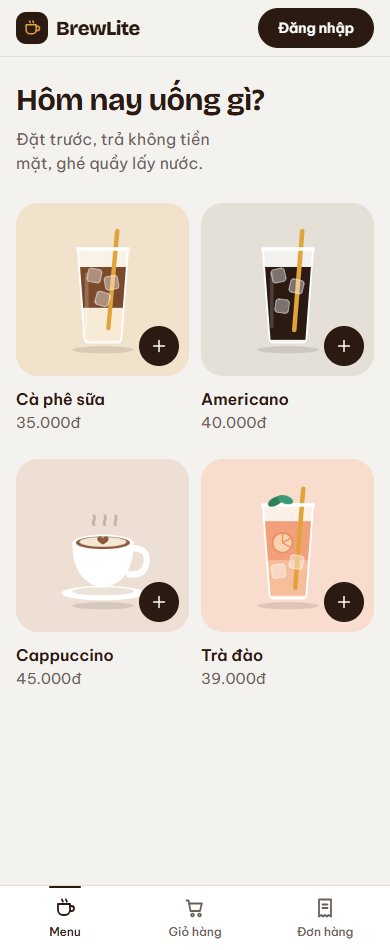 BrewLite
Đăng nhập
Hôm nay uống gì?
Đặt trước, trả không tiền
mặt, ghé quầy lấy nước.
Cà phê sữa
35.000đ
Americano
40.000đ
Cappuccino
45.000đ
Trà đào
39.000đ
Menu
Giỏ hàng
Đơn hàng